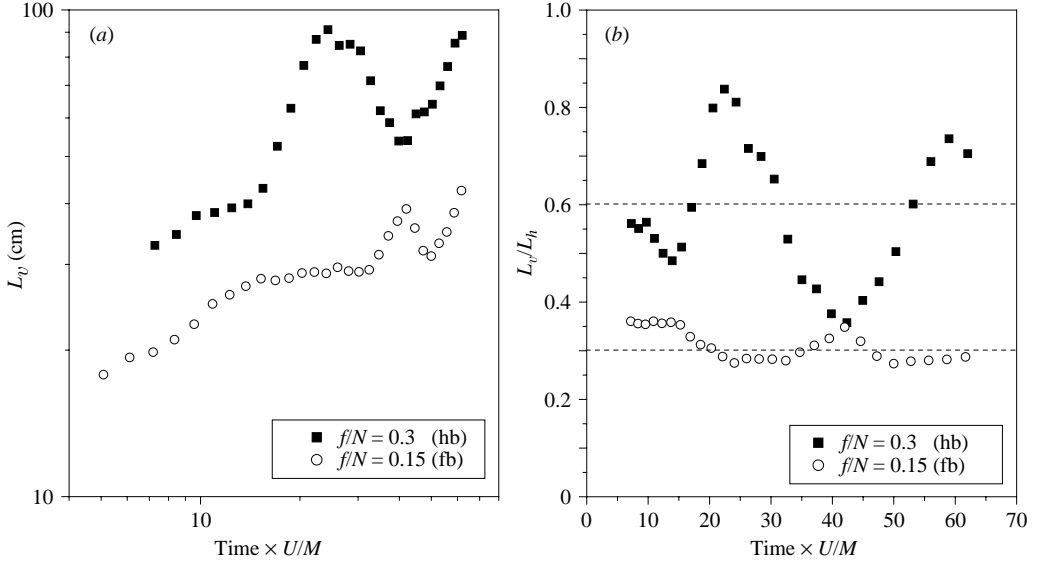 100
(a)
L_v (cm)
10
■ f/N = 0.3 (hb)
○ f/N = 0.15 (fb)
10
Time × U/M
1.0
(b)
0.8
0.6
L_v/L_h
0.4
0.2
■ f/N = 0.3 (hb)
○ f/N = 0.15 (fb)
0
0 10 20 30 40 50 60 70
Time × U/M